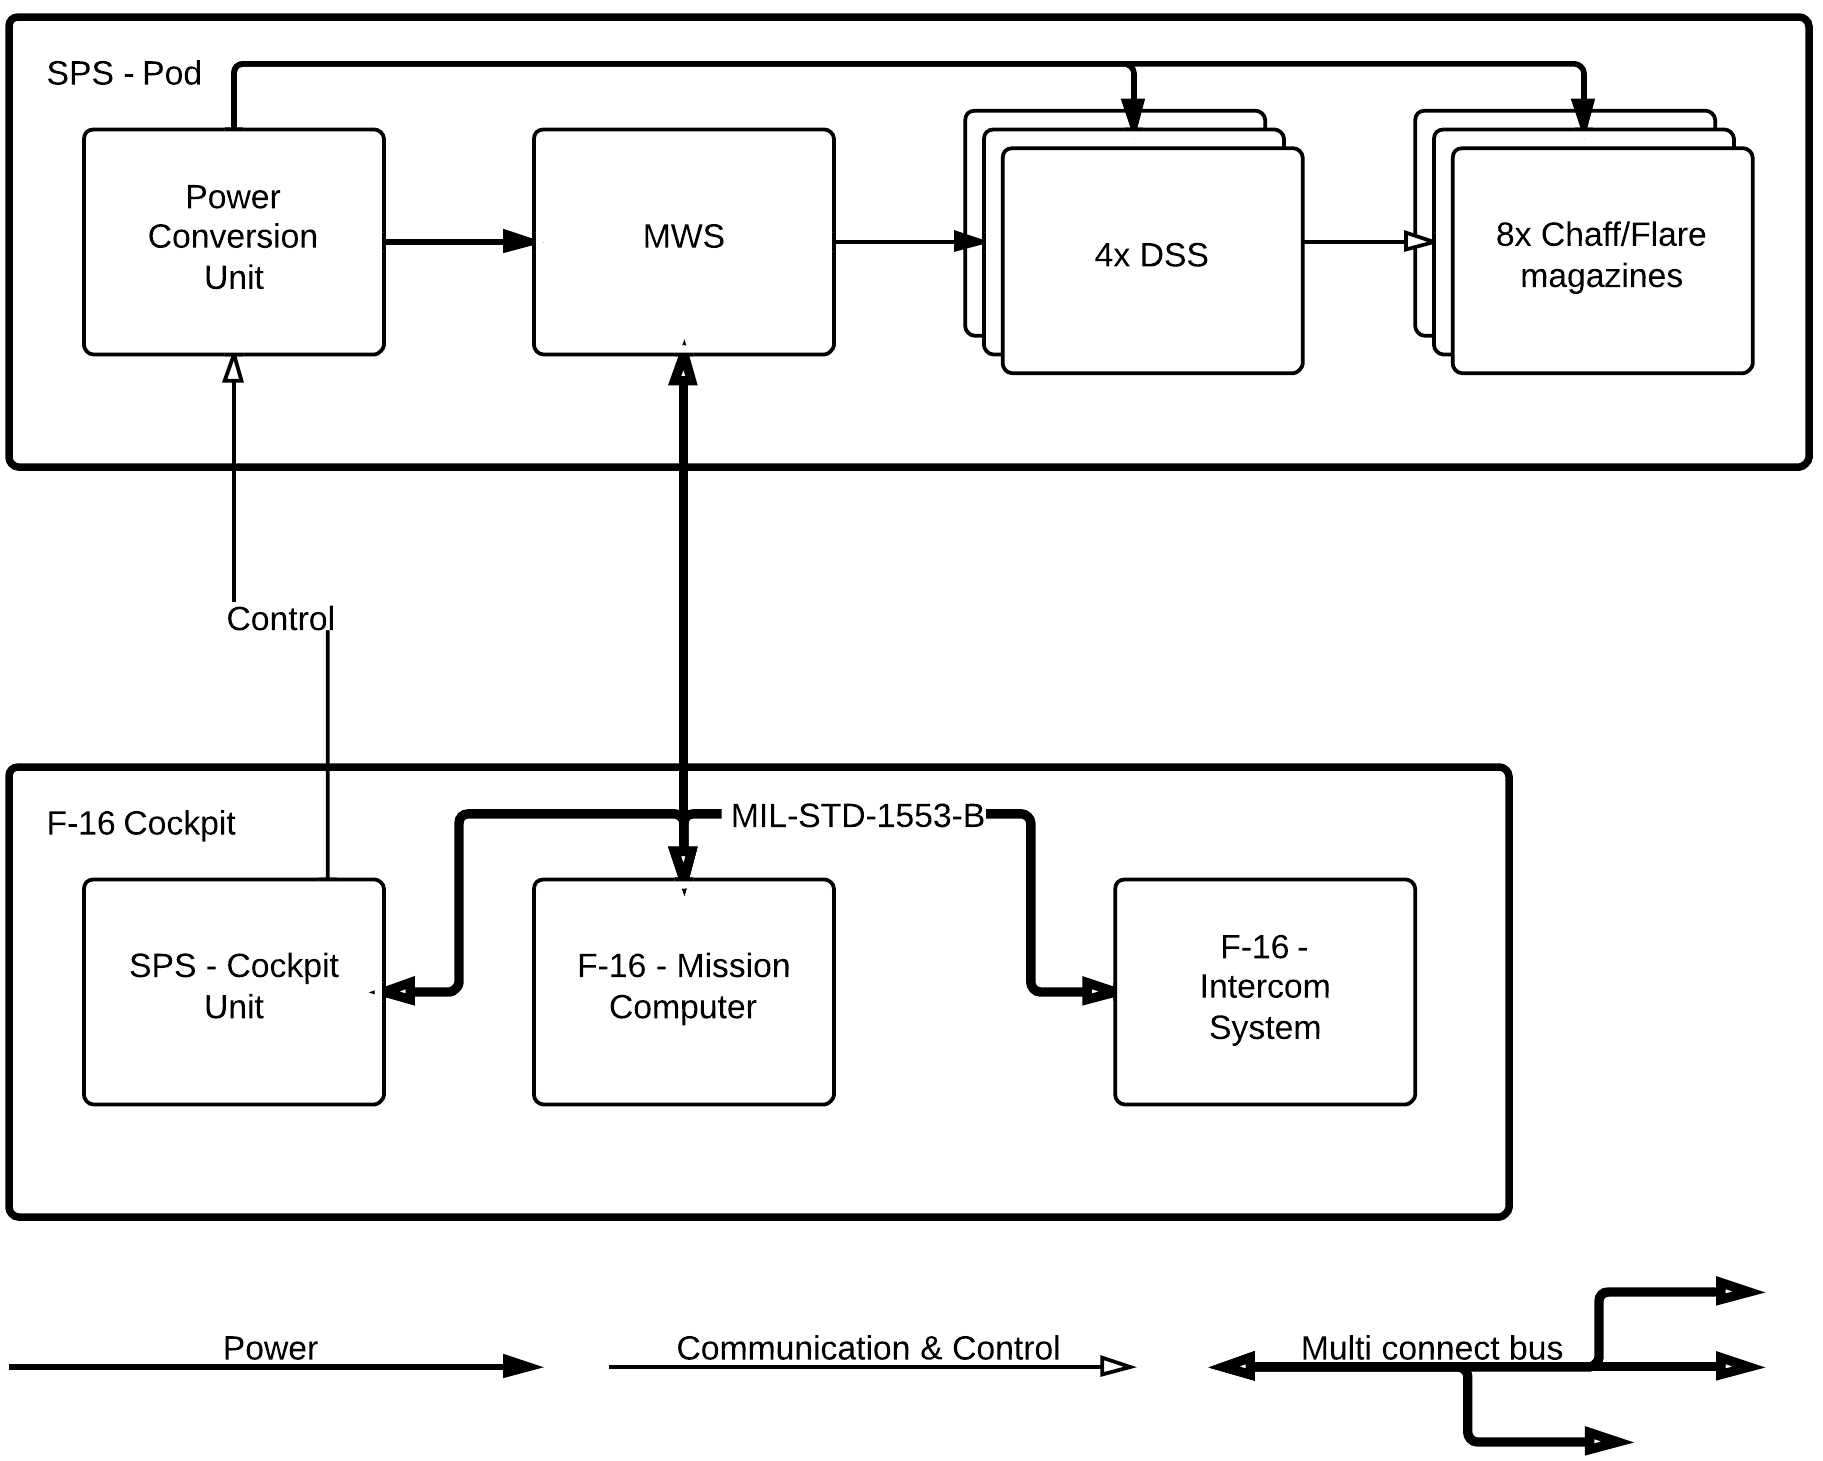 SPS - Pod
Power
Conversion
Unit
MWS
4x DSS
8x Chaff/Flare
magazines
Control
F-16 Cockpit
MIL-STD-1553-B
SPS - Cockpit
Unit
F-16 - Mission
Computer
F-16 -
Intercom
System
Power
Communication & Control
Multi connect bus